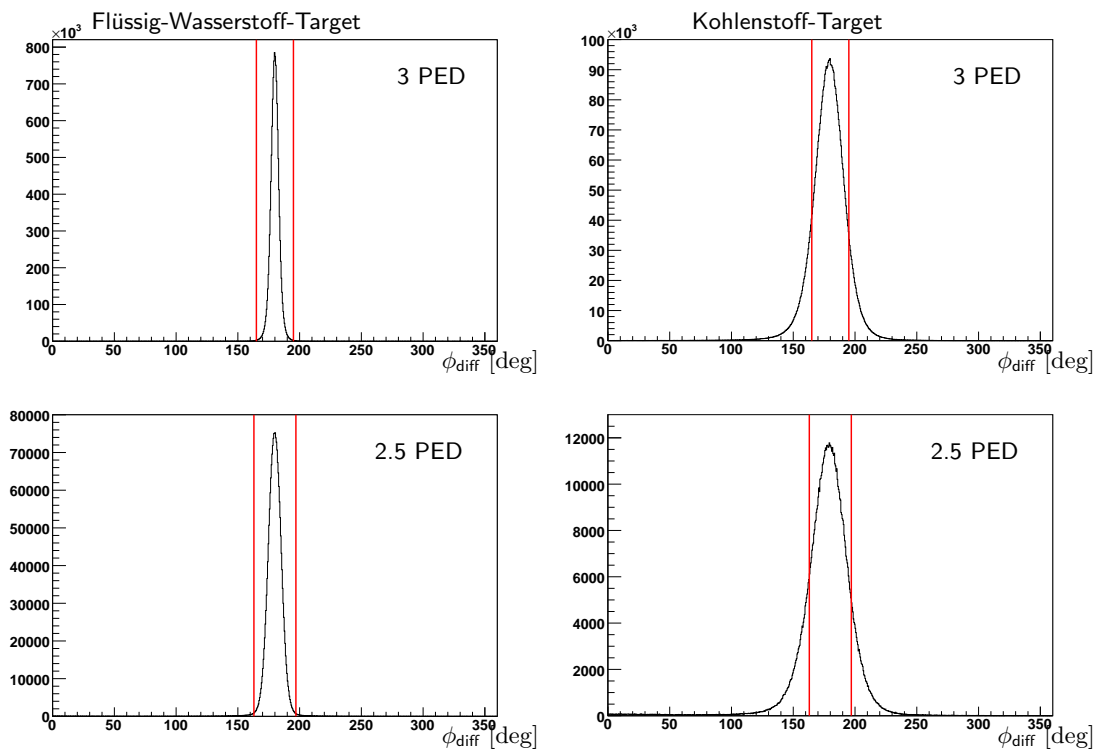 Flüssig-Wasserstoff-Target
×10³
800
700
600
500
400
300
200
100
0
3 PED
0 50 100 150 200 250 300 350
ϕdiff [deg]
Kohlenstoff-Target
×10³
100
90
80
70
60
50
40
30
20
10
0
3 PED
0 50 100 150 200 250 300 350
ϕdiff [deg]
80000
70000
60000
50000
40000
30000
20000
10000
0
2.5 PED
0 50 100 150 200 250 300 350
ϕdiff [deg]
12000
10000
8000
6000
4000
2000
0
2.5 PED
0 50 100 150 200 250 300 350
ϕdiff [deg]